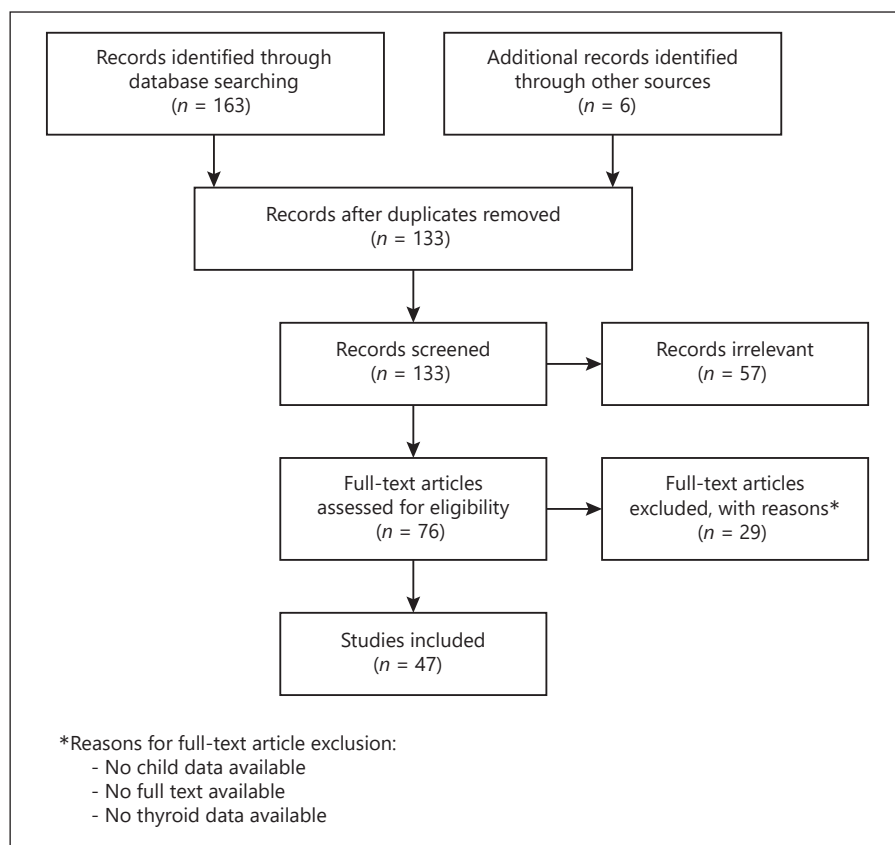 Records identified through
database searching
(n = 163)
Additional records identified
through other sources
(n = 6)
Records after duplicates removed
(n = 133)
Records screened
(n = 133)
Records irrelevant
(n = 57)
Full-text articles
assessed for eligibility
(n = 76)
Full-text articles
excluded, with reasons*
(n = 29)
Studies included
(n = 47)
*Reasons for full-text article exclusion:
- No child data available
- No full text available
- No thyroid data available